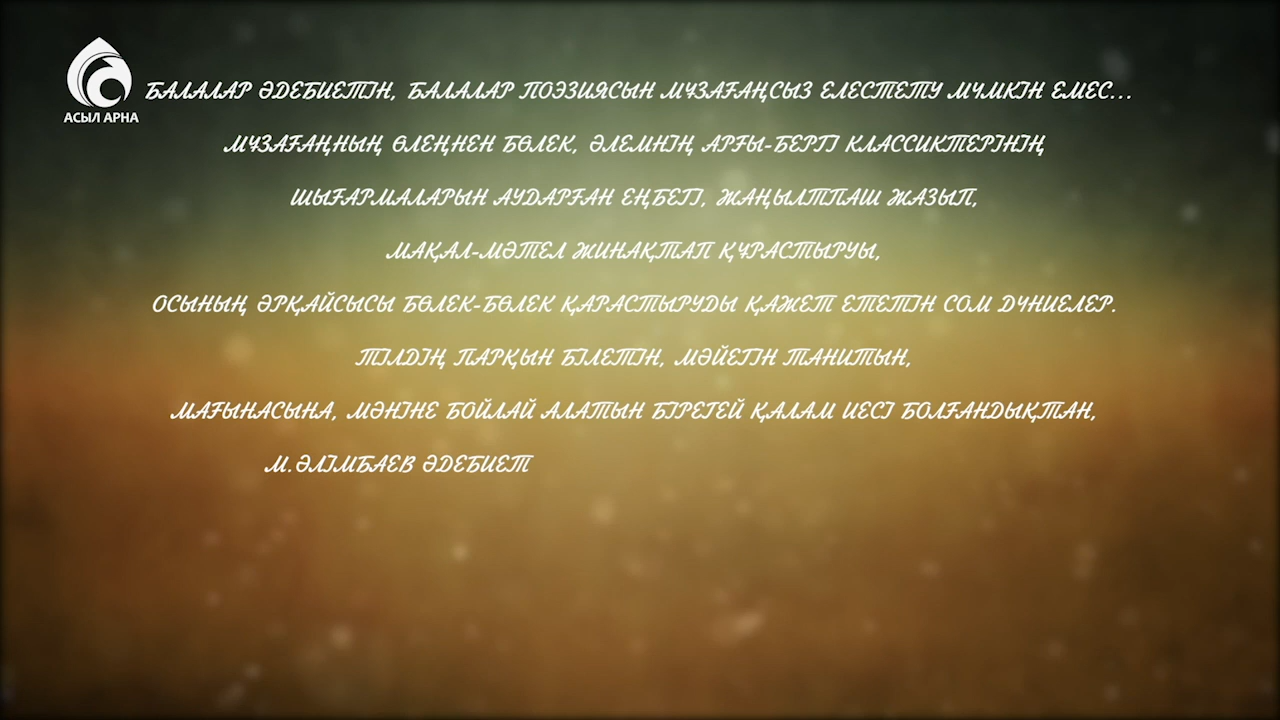 АСЫЛ АРНА
БАЛАЛАР ӘДЕБИЕТІН, БАЛАЛАР ПОЭЗИЯСЫН МҰЗАҒАҢСЫЗ ЕЛЕСТЕТУ МҮМКІН ЕМЕС...
МҰЗАҒАҢНЫҢ ӨЛЕҢНЕН БӨЛЕК, ӘЛЕМНІҢ АРҒЫ-БЕРГІ КЛАССИКТЕРІНІҢ
ШЫҒАРМАЛАРЫН АУДАРҒАН ЕҢБЕГІ, ЖАҢЫЛТПАШ ЖАЗЫП,
МАҚАЛ-МӘТЕЛ ЖИНАҚТАП ҚҰРАСТЫРУЫ,
ОСЫНЫҢ ӘРҚАЙСЫСЫ БӨЛЕК-БӨЛЕК ҚАРАСТЫРУДЫ ҚАЖЕТ ЕТЕТІН СОМ ДҮНИЕЛЕР.
ТІЛДІҢ ПАРҚЫН БІЛЕТІН, МӘЙЕГІН ТАНИТЫН,
МАҒЫНАСЫНА, МӘНІНЕ БОЙЛАЙ АЛАТЫН БІРЕГЕЙ ҚАЛАМ ИЕСІ БОЛҒАНДЫҚТАН,
М.ӘЛІМБАЕВ ӘДЕБИЕТ